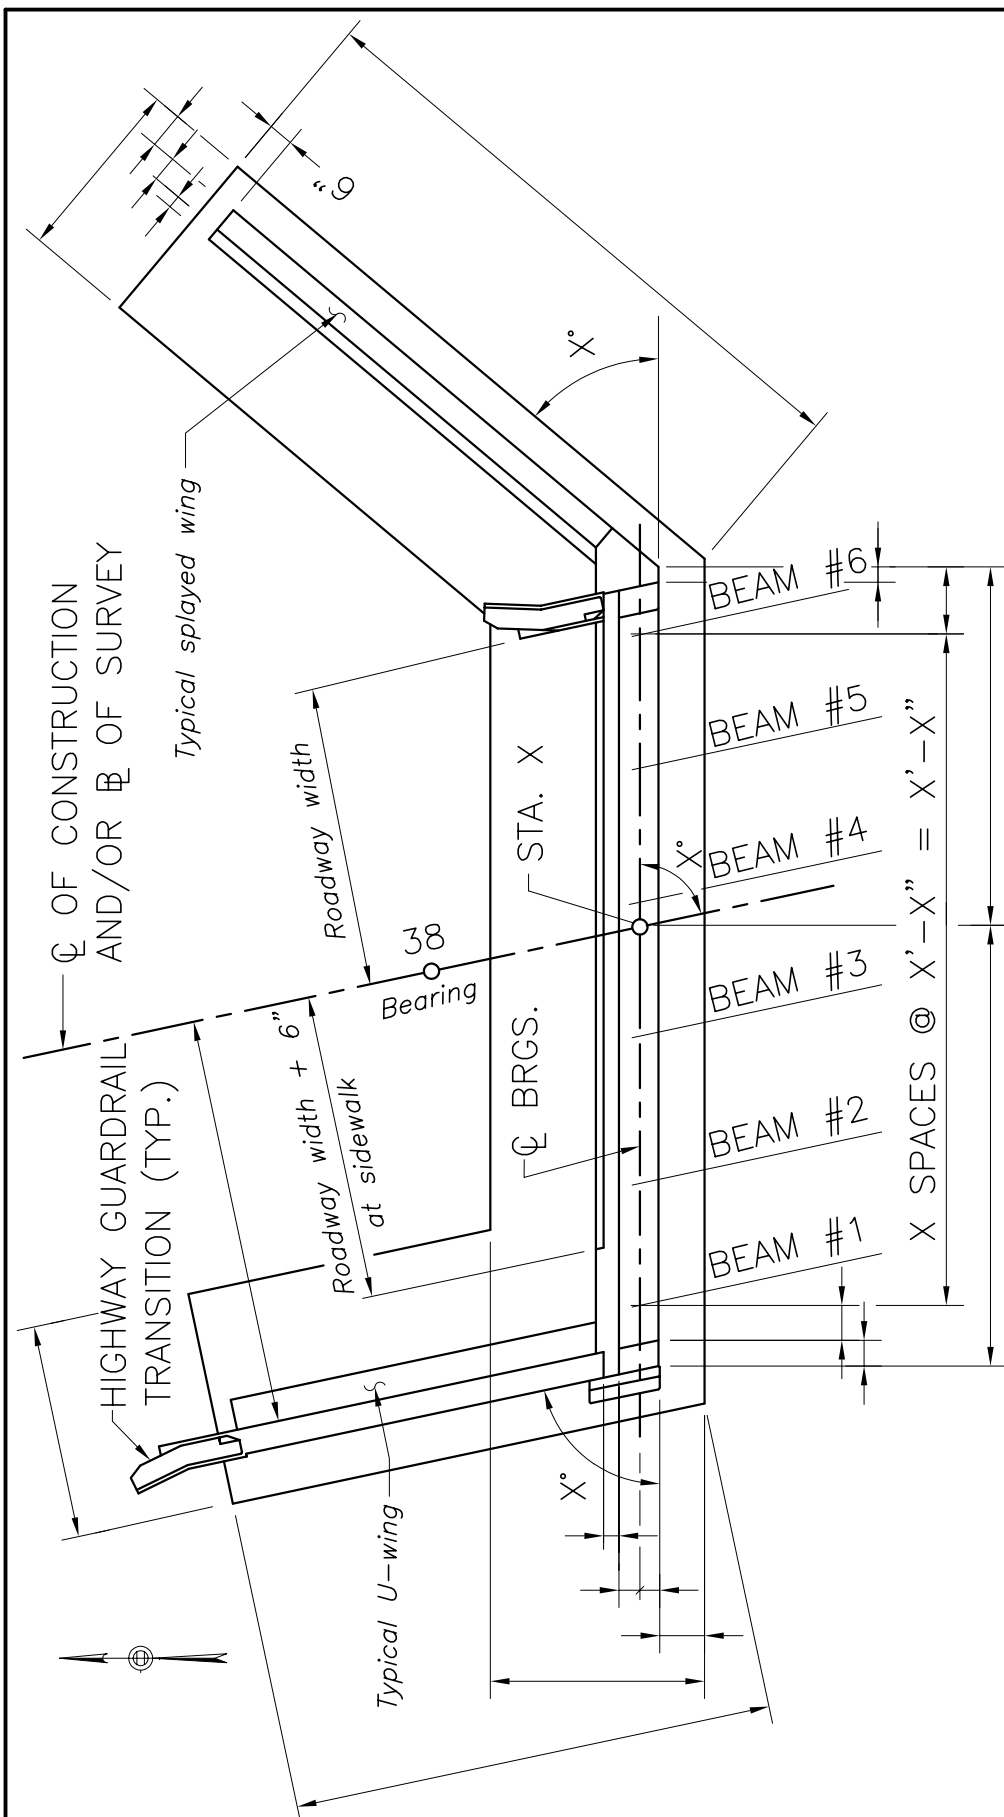 ℄ OF CONSTRUCTION
AND/OR ⅊ OF SURVEY
Typical splayed wing
6"
X°
HIGHWAY GUARDRAIL
TRANSITION (TYP.)
Roadway width
Roadway width + 6"
at sidewalk
38
Bearing
STA. X
℄ BRGS.
X°
X°
Typical U-wing
BEAM #1
BEAM #2
BEAM #3
BEAM #4
BEAM #5
BEAM #6
X SPACES @ X'-X" = X'-X"